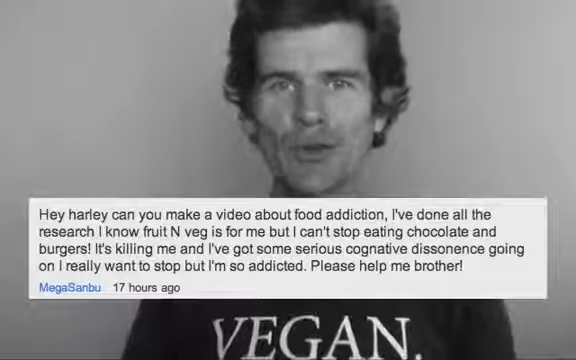 Hey harley can you make a video about food addiction, I've done all the
research I know fruit N veg is for me but I can't stop eating chocolate and
burgers! It's killing me and I've got some serious cognative dissonence going
on I really want to stop but I'm so addicted. Please help me brother!
MegaSanbu 17 hours ago
VEGAN.